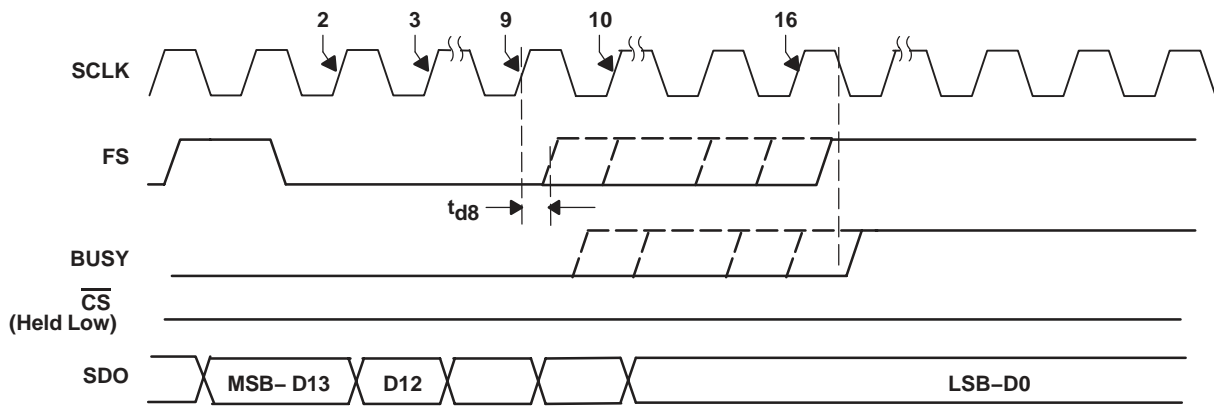 2 3 9 10 16
SCLK
FS
td8
BUSY
CS
(Held Low)
SDO MSB– D13 D12 LSB–D0